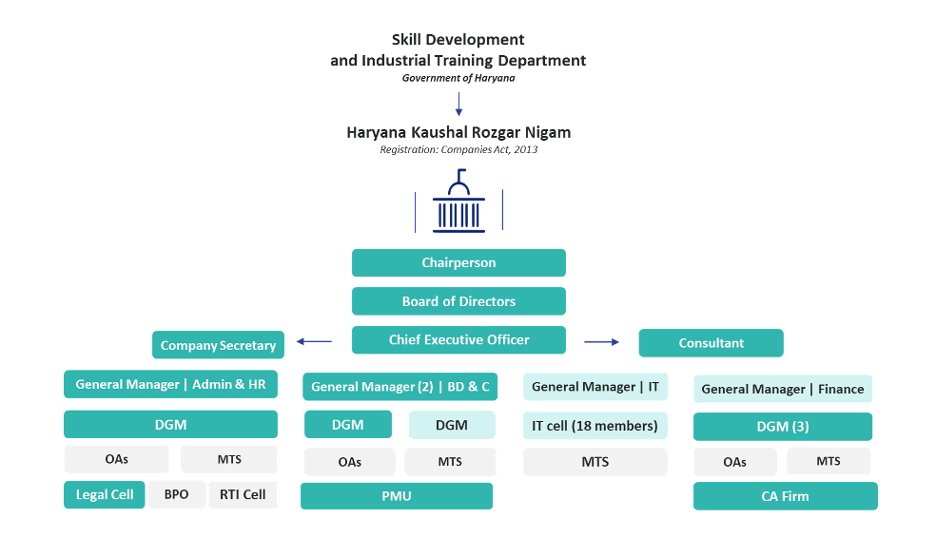 Skill Development
and Industrial Training Department
Government of Haryana
Haryana Kaushal Rozgar Nigam
Registration: Companies Act, 2013
Chairperson
Board of Directors
Chief Executive Officer
Company Secretary
Consultant
General Manager | Admin & HR
General Manager (2) | BD & C
General Manager | IT
General Manager | Finance
DGM
DGM
DGM
IT cell (18 members)
DGM (3)
OAs
MTS
OAs
MTS
MTS
OAs
MTS
Legal Cell
BPO
RTI Cell
PMU
CA Firm